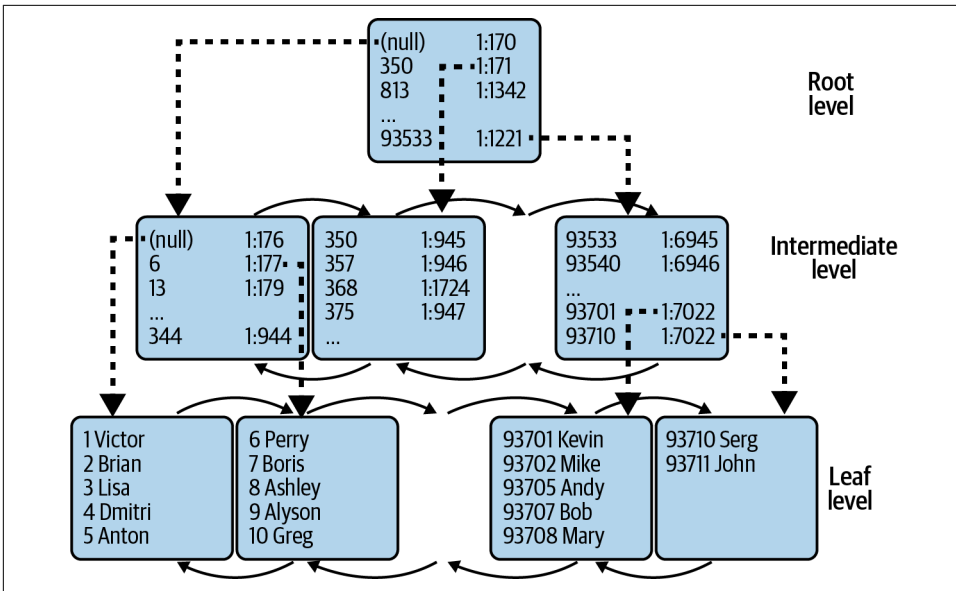 (null) 1:170
350 1:171
813 1:1342
...
93533 1:1221
Root
level
(null) 1:176
6 1:177
13 1:179
...
344 1:944
350 1:945
357 1:946
368 1:1724
375 1:947
...
93533 1:6945
93540 1:6946
...
93701 1:7022
93710 1:7022
Intermediate
level
1 Victor
2 Brian
3 Lisa
4 Dmitri
5 Anton
6 Perry
7 Boris
8 Ashley
9 Alyson
10 Greg
93701 Kevin
93702 Mike
93705 Andy
93707 Bob
93708 Mary
93710 Serg
93711 John
Leaf
level